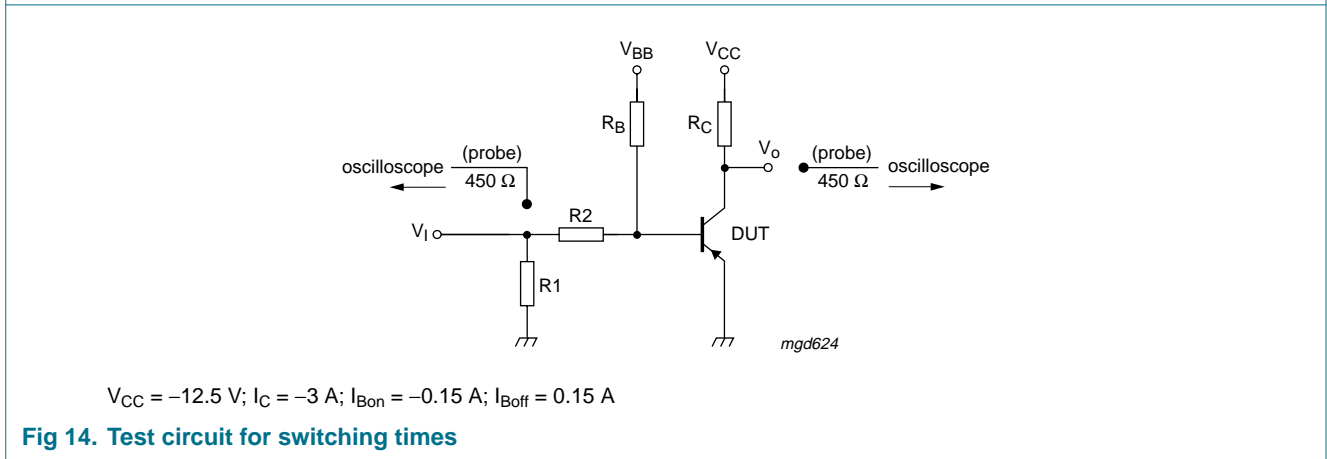 V_BB V_CC
R_B R_C
V_o
oscilloscope (probe) 450 Ω
(probe) 450 Ω oscilloscope
V_I R2 DUT
R1
mgd624
V_CC = −12.5 V; I_C = −3 A; I_Bon = −0.15 A; I_Boff = 0.15 A
Fig 14. Test circuit for switching times